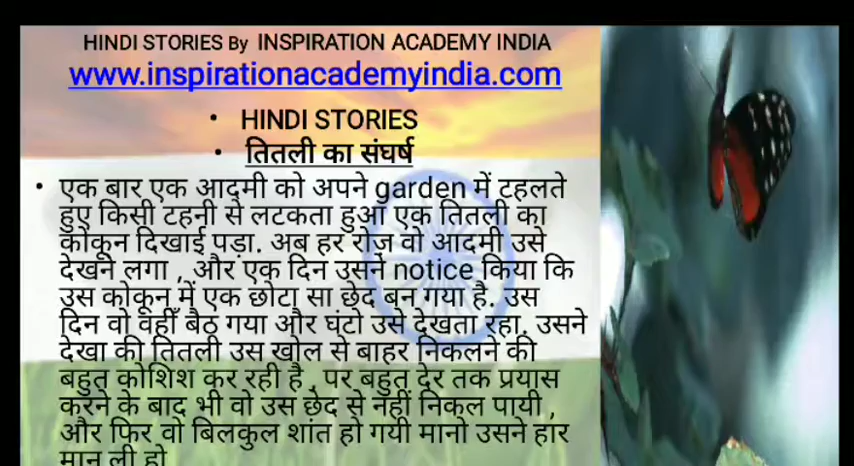 HINDI STORIES By INSPIRATION ACADEMY INDIA
www.inspirationacademyindia.com
• HINDI STORIES
• तितली का संघर्ष
• एक बार एक आदमी को अपने garden में टहलते
हुए किसी टहनी से लटकता हुआ एक तितली का
कोकून दिखाई पड़ा. अब हर रोज़ वो आदमी उसे
देखने लगा , और एक दिन उसने notice किया कि
उस कोकून में एक छोटा सा छेद बन गया है. उस
दिन वो वहीँ बैठ गया और घंटो उसे देखता रहा. उसने
देखा की तितली उस खोल से बाहर निकलने की
बहुत कोशिश कर रही है , पर बहुत देर तक प्रयास
करने के बाद भी वो उस छेद से नहीं निकल पायी ,
और फिर वो बिलकुल शांत हो गयी मानो उसने हार
मान ली हो